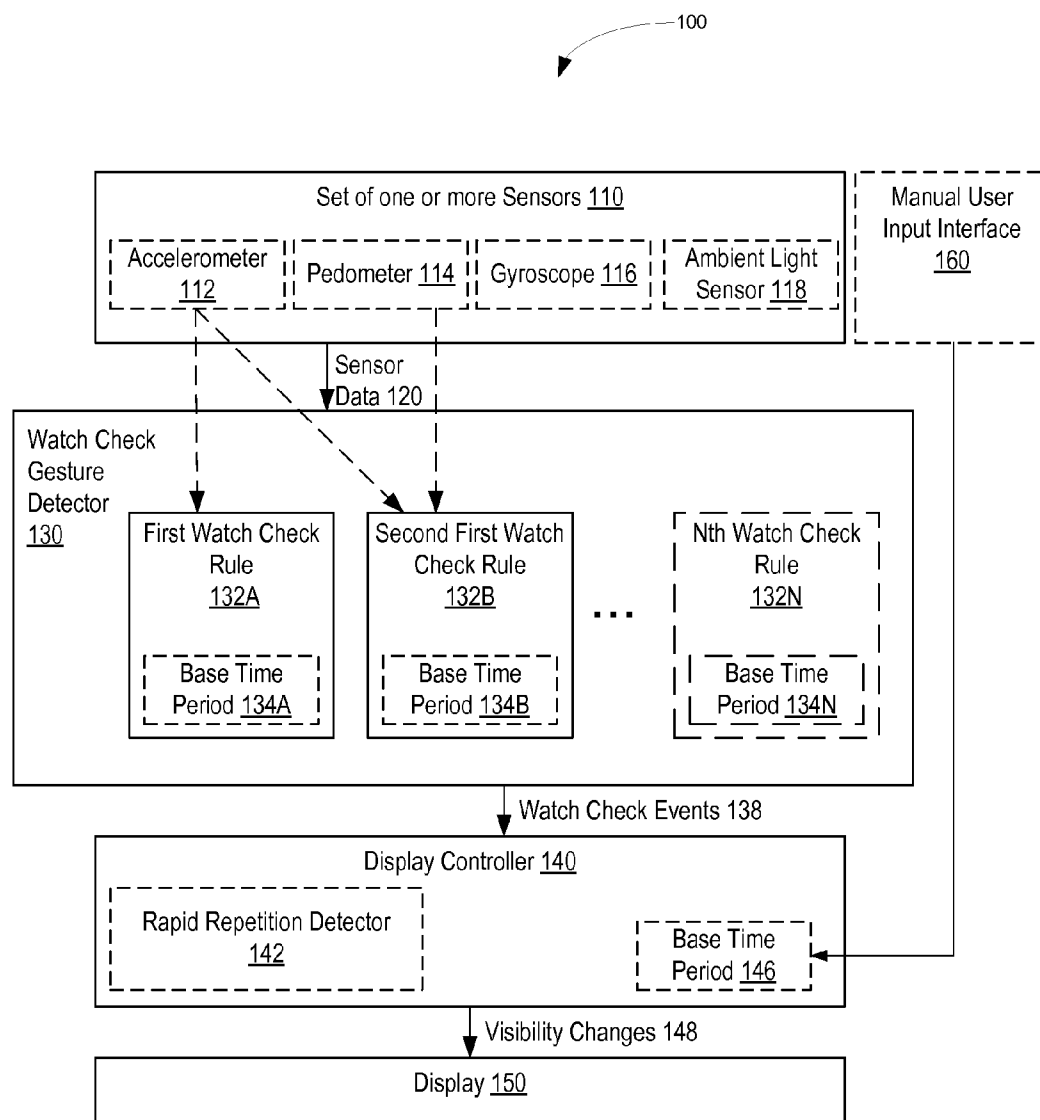 100
Set of one or more Sensors 110
Accelerometer
112
Pedometer 114
Gyroscope 116
Ambient Light
Sensor 118
Manual User
Input Interface
160
Sensor
Data 120
Watch Check
Gesture
Detector
130
First Watch Check
Rule
132A
Base Time
Period 134A
Second First Watch
Check Rule
132B
Base Time
Period 134B
...
Nth Watch Check
Rule
132N
Base Time
Period 134N
Watch Check Events 138
Display Controller 140
Rapid Repetition Detector
142
Base Time
Period 146
Visibility Changes 148
Display 150